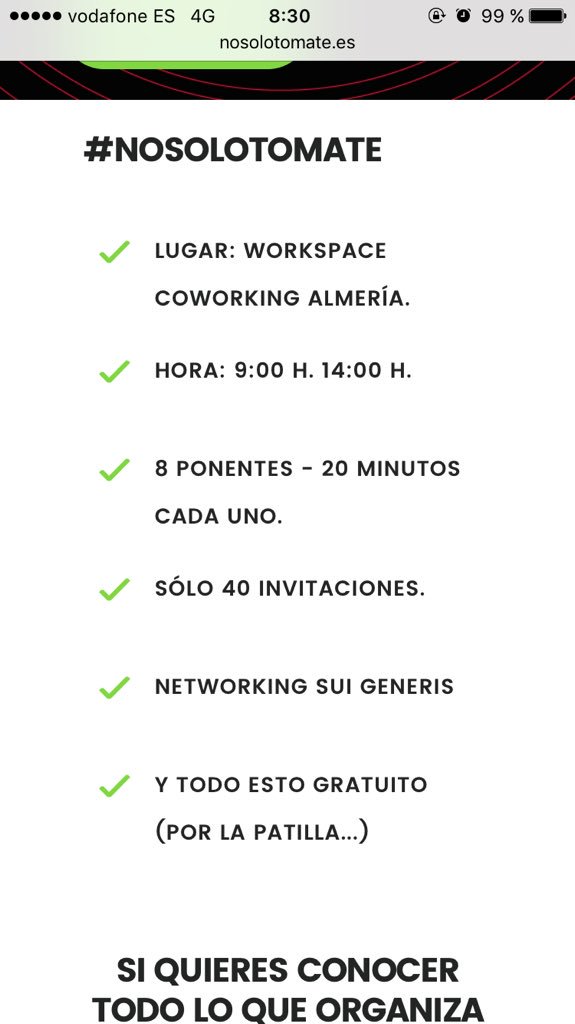 vodafone ES 4G 8:30 99 %
nosolotomate.es
#NOSOLOTOMATE
LUGAR: WORKSPACE
COWORKING ALMERÍA.
HORA: 9:00 H. 14:00 H.
8 PONENTES - 20 MINUTOS
CADA UNO.
SÓLO 40 INVITACIONES.
NETWORKING SUI GENERIS
Y TODO ESTO GRATUITO
(POR LA PATILLA...)
SI QUIERES CONOCER
TODO LO QUE ORGANIZA